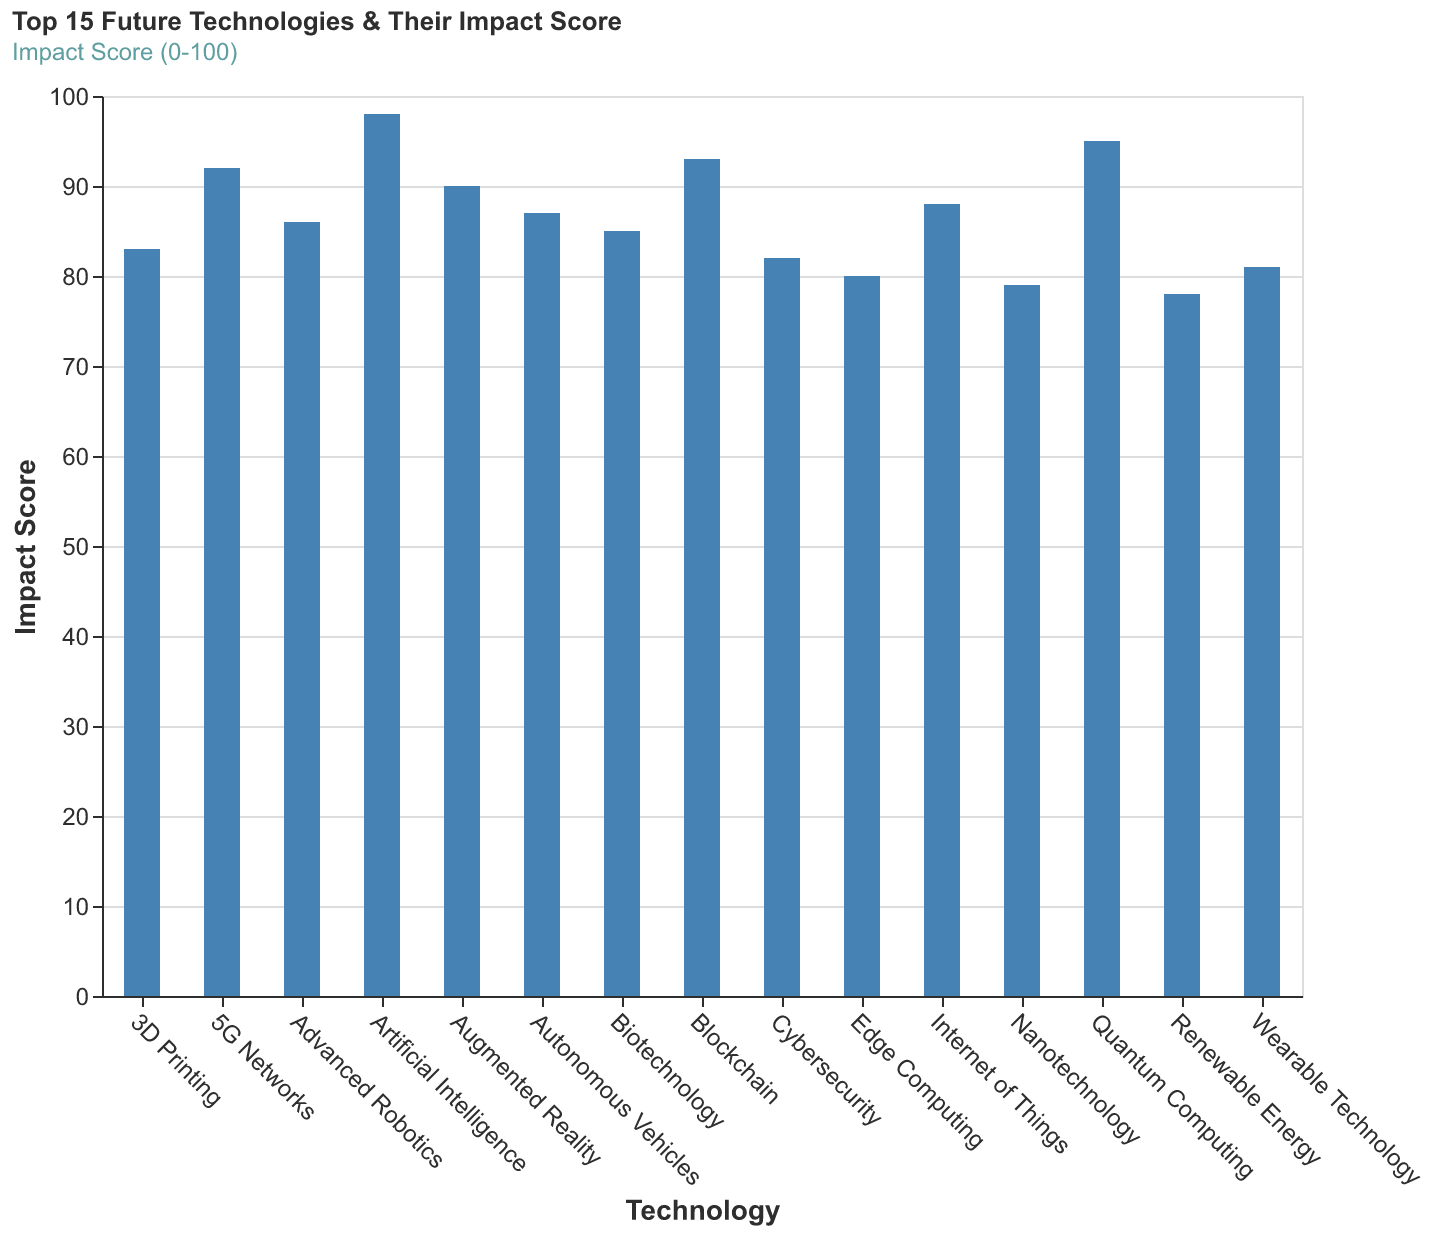 Top 15 Future Technologies & Their Impact Score
Impact Score (0-100)
Impact Score
100
90
80
70
60
50
40
30
20
10
0
3D Printing
5G Networks
Advanced Robotics
Artificial Intelligence
Augmented Reality
Autonomous Vehicles
Biotechnology
Blockchain
Cybersecurity
Edge Computing
Internet of Things
Nanotechnology
Quantum Computing
Renewable Energy
Wearable Technology
Technology